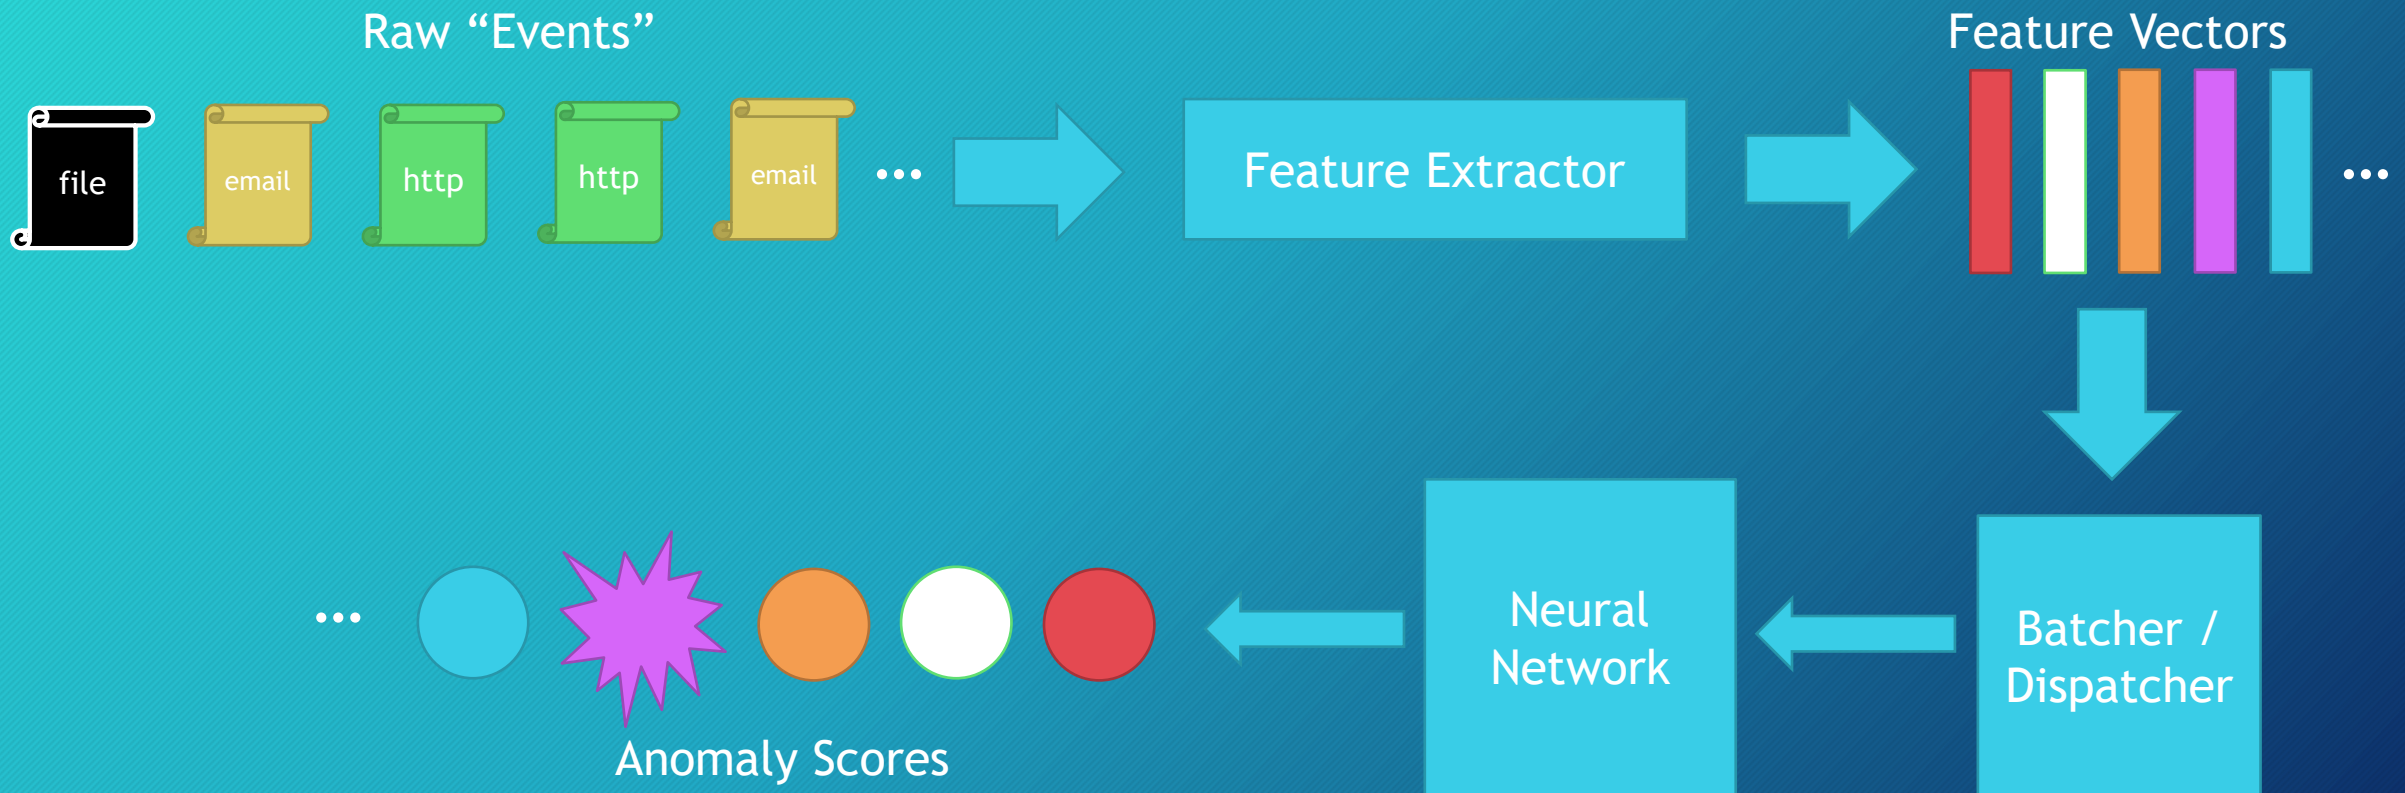 Raw “Events”
Feature Vectors
file
email
http
http
email
...
Feature Extractor
...
Neural
Network
Batcher /
Dispatcher
...
Anomaly Scores